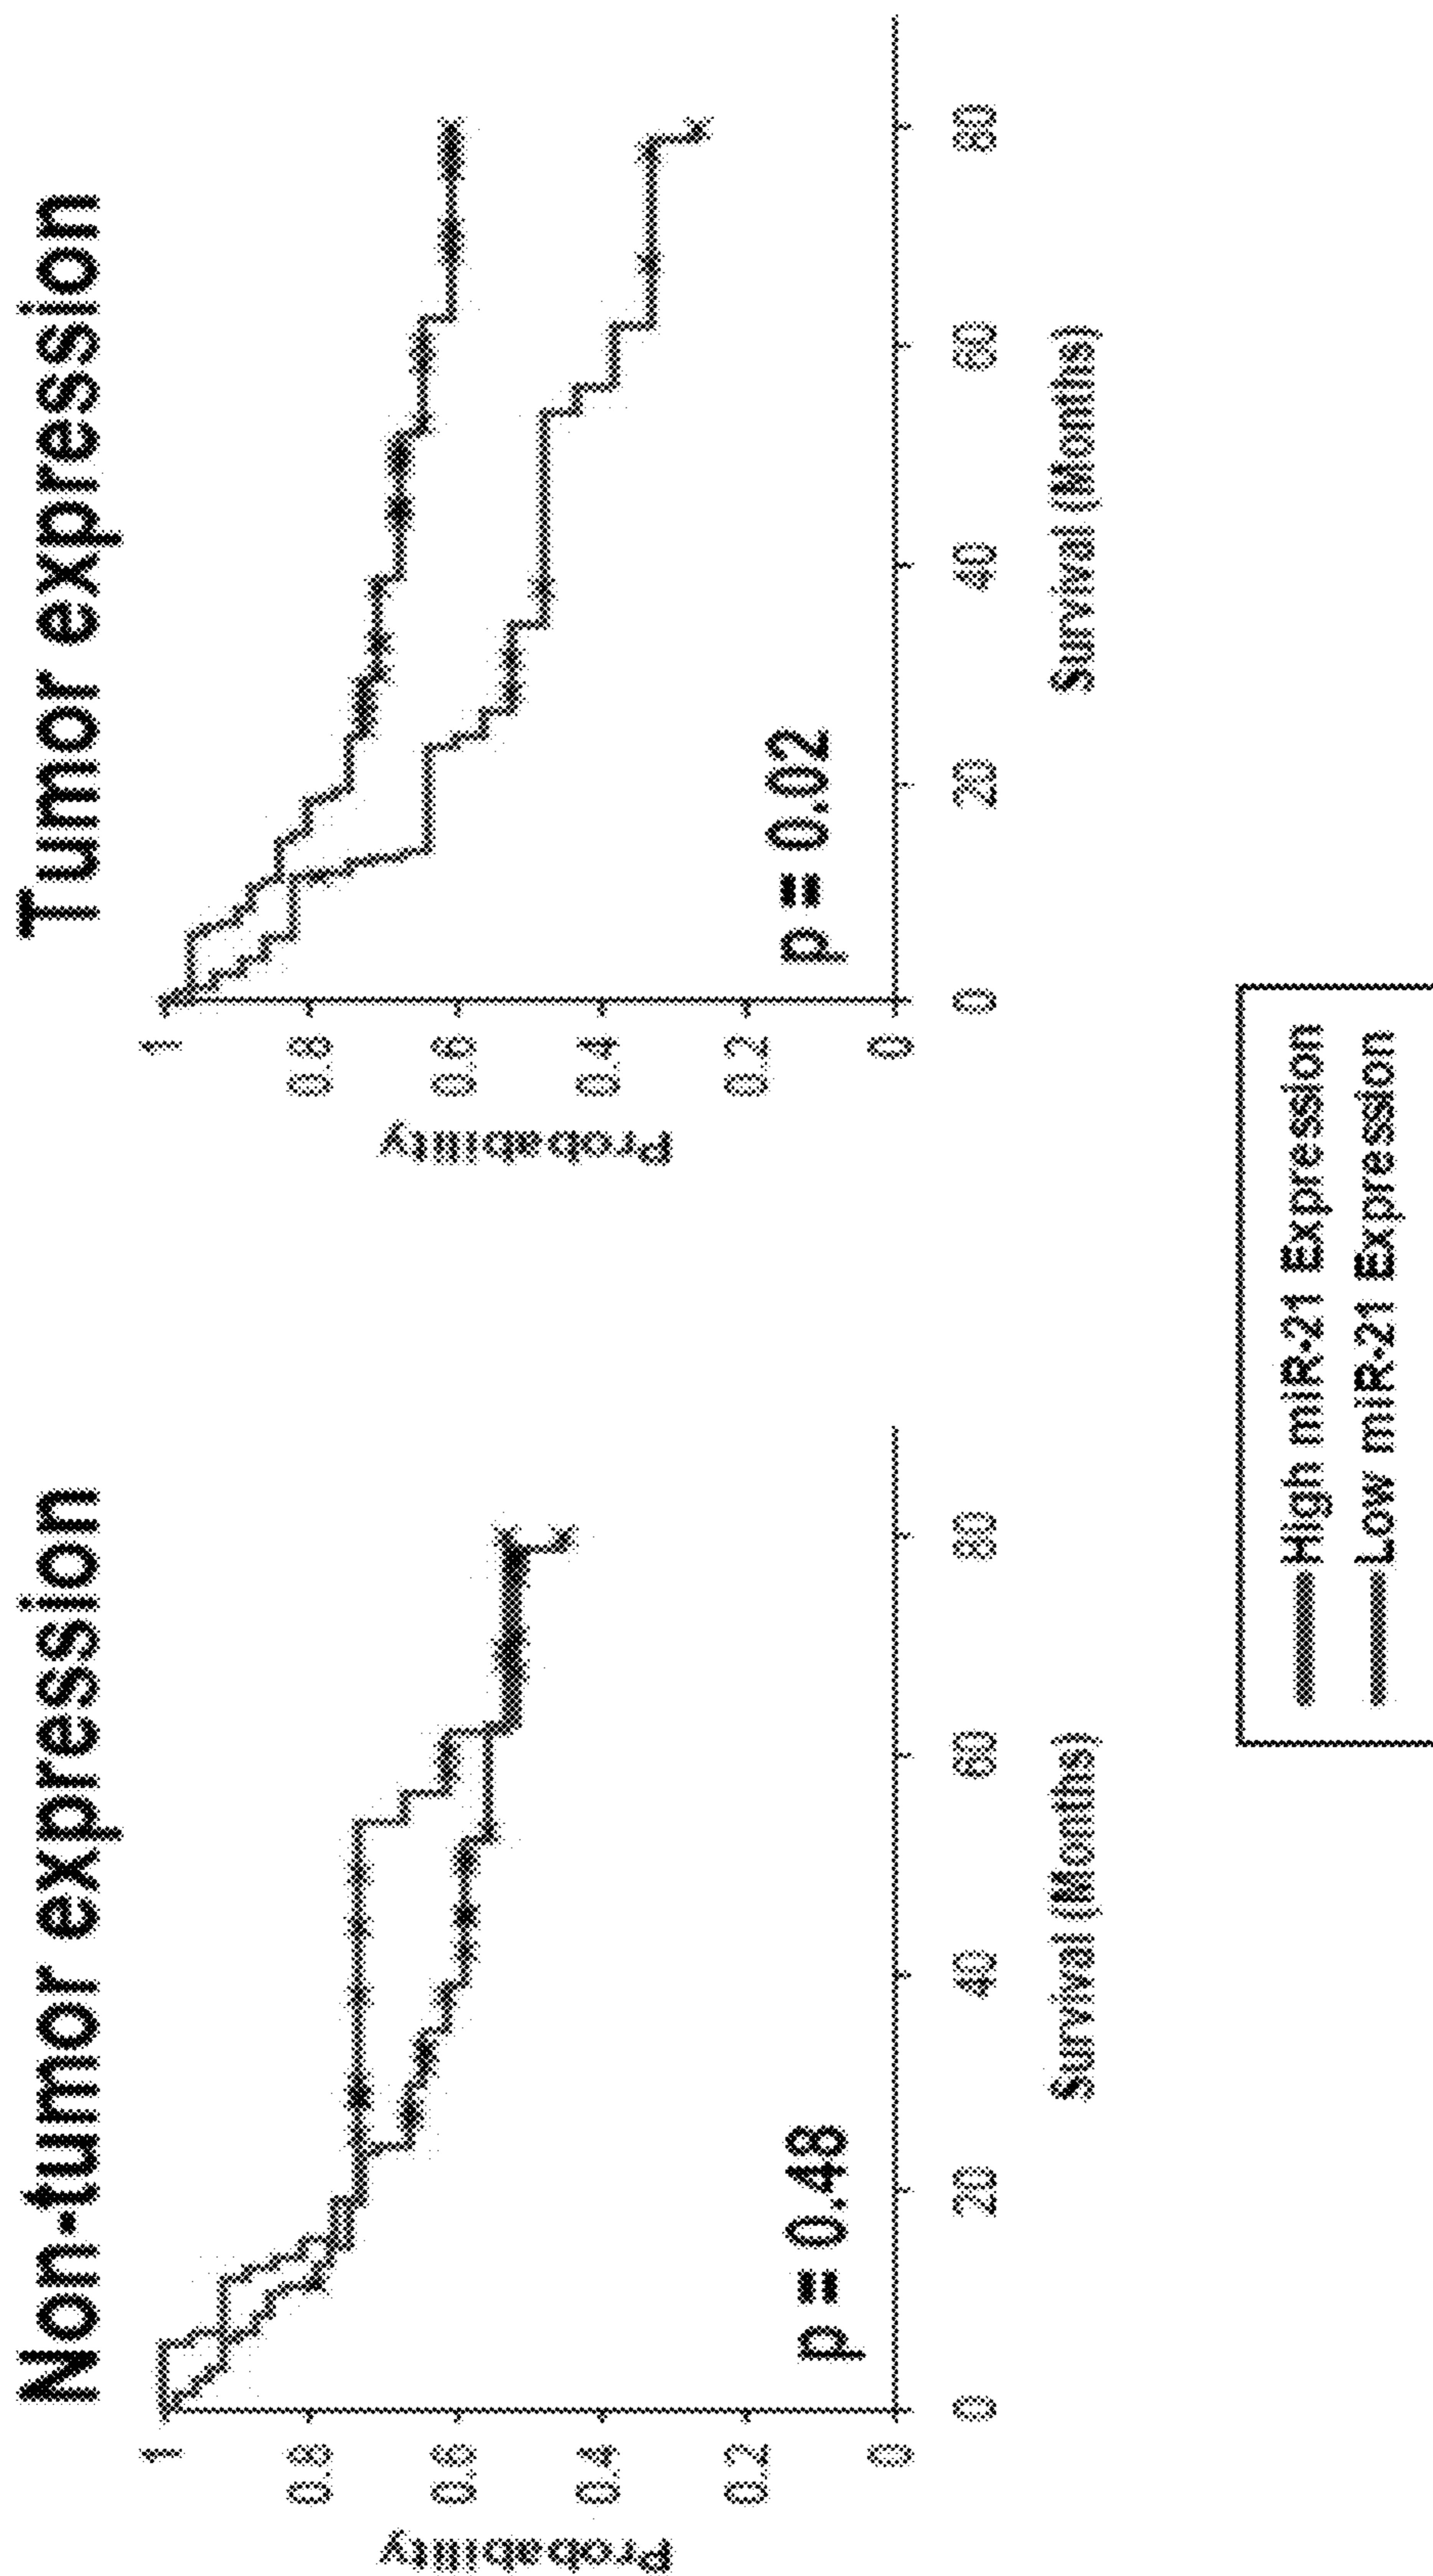 Non-tumor expression
Probability
1
0.8
0.6
0.4
0.2
0
p = 0.48
0 20 40 60 80
Survival (Months)
Tumor expression
Probability
1
0.8
0.6
0.4
0.2
0
p = 0.02
0 20 40 60 80
Survival (Months)
High miR-21 Expression
Low miR-21 Expression